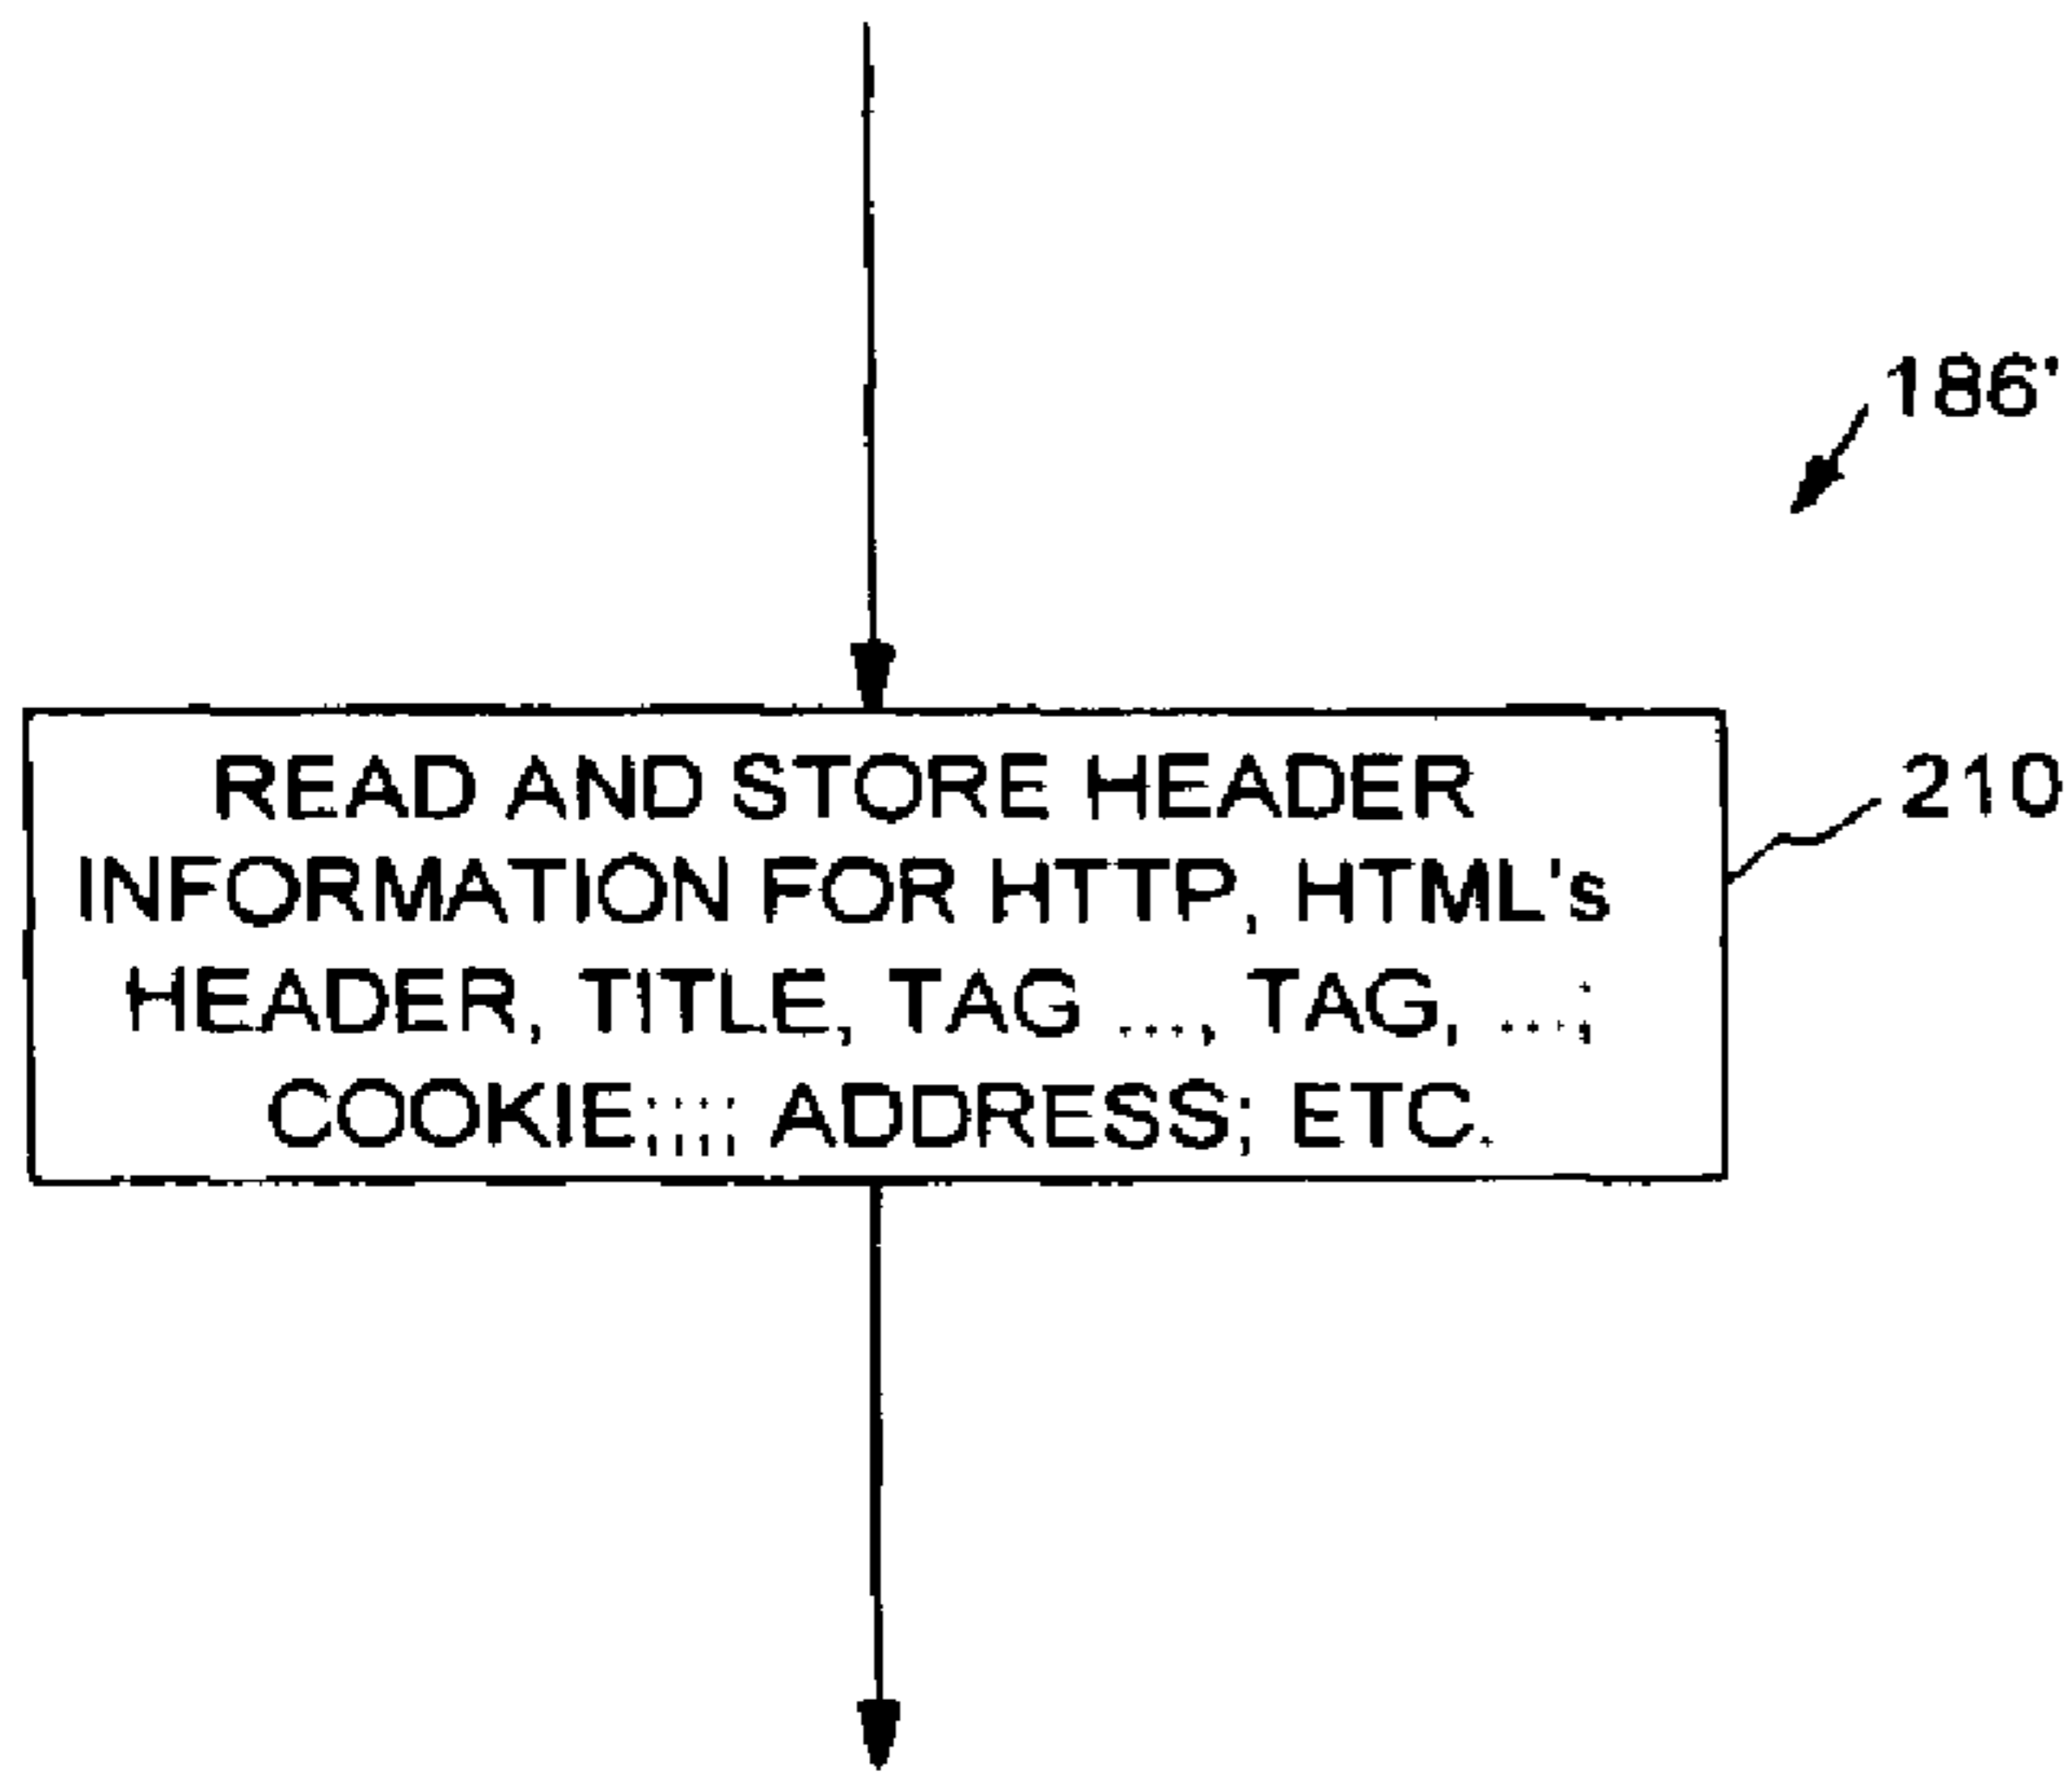 186'
READ AND STORE HEADER
210
INFORMATION FOR HTTP, HTML's
HEADER, TITLE, TAG ..., TAG, ...;
COOKIE;;;; ADDRESS; ETC.